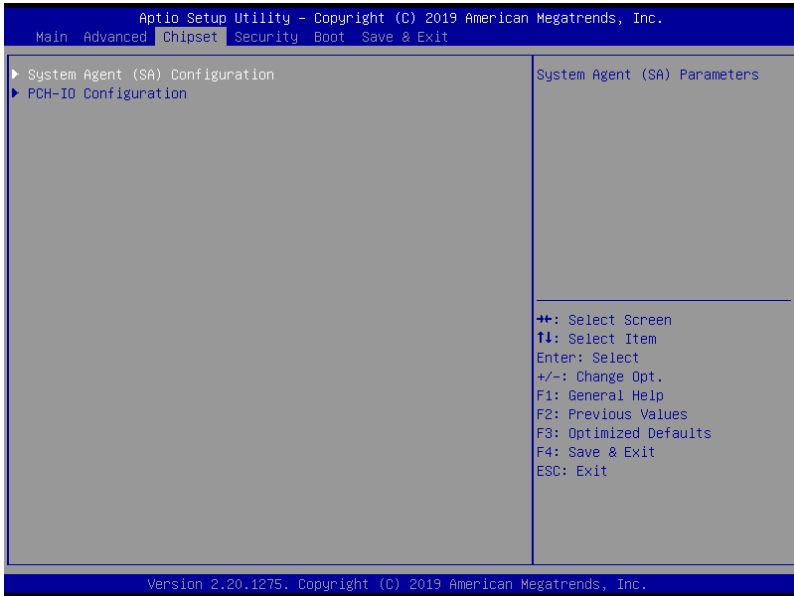 Aptio Setup Utility – Copyright (C) 2019 American Megatrends, Inc.
Main Advanced Chipset Security Boot Save & Exit
► System Agent (SA) Configuration
► PCH-IO Configuration
System Agent (SA) Parameters
→←: Select Screen
↑↓: Select Item
Enter: Select
+/-: Change Opt.
F1: General Help
F2: Previous Values
F3: Optimized Defaults
F4: Save & Exit
ESC: Exit
Version 2.20.1275. Copyright (C) 2019 American Megatrends, Inc.